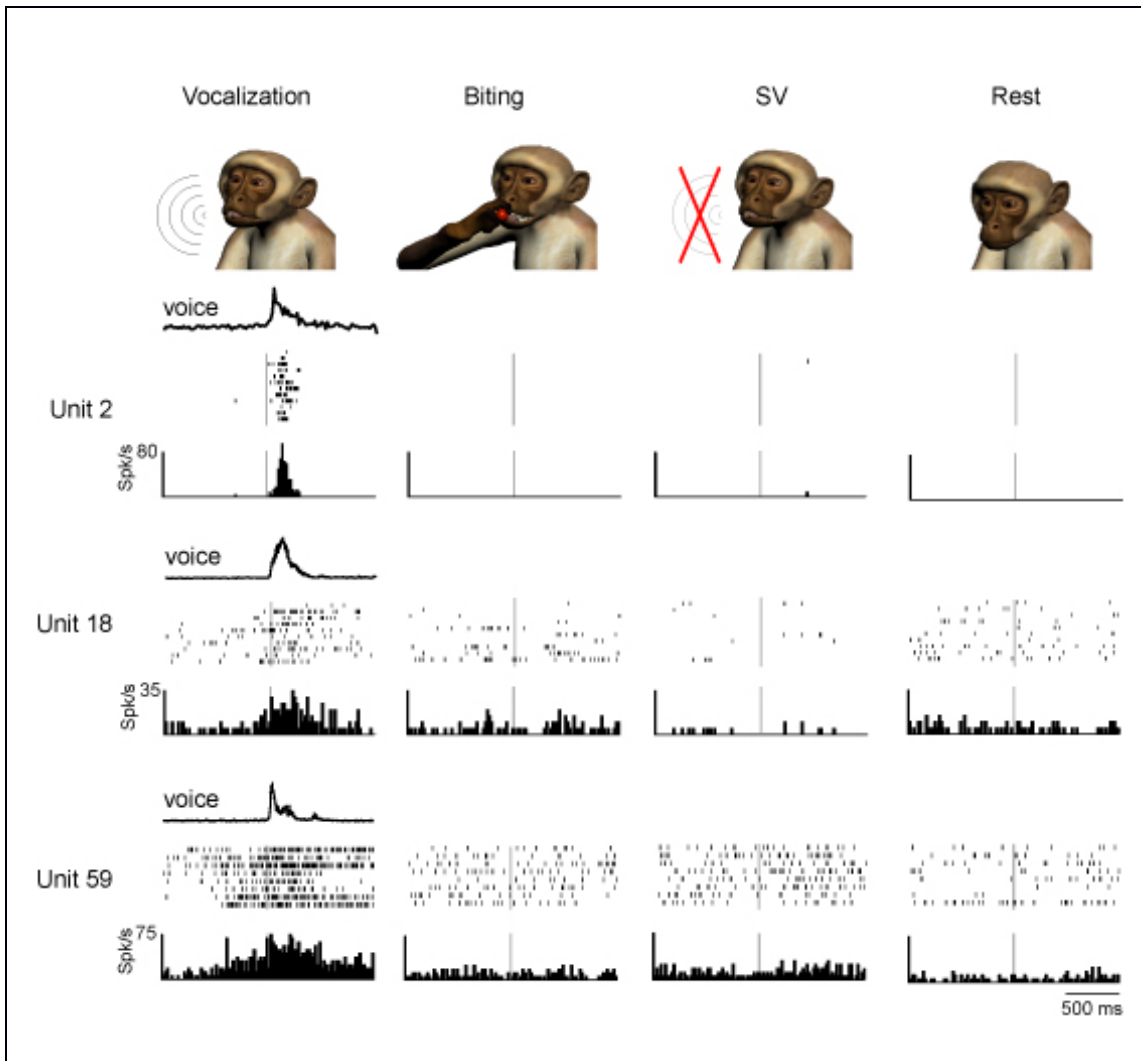 Vocalization Biting SV Rest
voice
Unit 2
Spk/s 80
voice
Unit 18
Spk/s 35
voice
Unit 59
Spk/s 75
500 ms